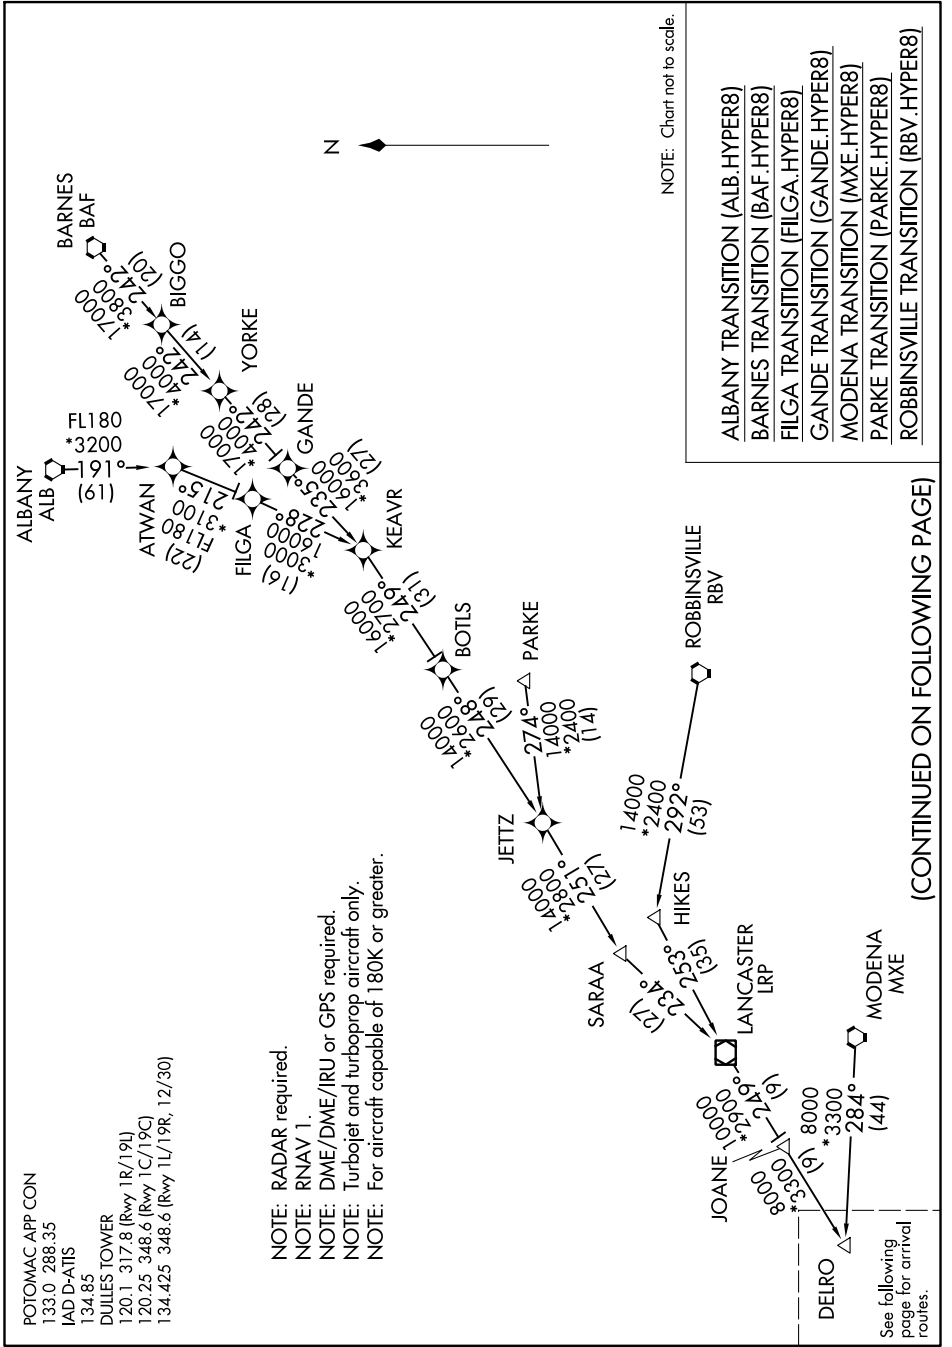 POTOMAC APP CON
133.0 288.35
IAD D-ATIS
134.85
DULLES TOWER
120.1 317.8 (Rwy 1R/19L)
120.25 348.6 (Rwy 1C/19C)
134.425 348.6 (Rwy 1L/19R, 12/30)
NOTE: RADAR required.
NOTE: RNAV 1.
NOTE: DME/DME/IRU or GPS required.
NOTE: Turbojet and turboprop aircraft only.
NOTE: For aircraft capable of 180K or greater.
ALBANY
ALB
FL180
*3200
191°
(61)
ATWAN
215°
*3100
FL180
(22)
FILGA
228°
16000
*3000
(16)
BARNES
BAF
17000
*3800
242°
(20)
BIGGO
17000
*4000
242°
(14)
YORKE
17000
*4000
242°
(28)
GANDE
235°
16000
*3600
(27)
KEAVR
16000
*2700
249°
(31)
BOTLS
14000
*2600
248°
(29)
PARKE
274°
14000
*2400
(14)
JETTZ
14000
*2800
251°
(27)
SARAA
234°
(27)
ROBBINSVILLE
RBV
14000
*2400
292°
(53)
HIKES
253°
(35)
LANCASTER
LRP
10000
*2900
249°
(9)
JOANE
8000
*3300
(9)
MODENA
MXE
8000
*3300
284°
(44)
DELRO
See following
page for arrival
routes.
N
NOTE: Chart not to scale.
ALBANY TRANSITION (ALB.HYPER8)
BARNES TRANSITION (BAF.HYPER8)
FILGA TRANSITION (FILGA.HYPER8)
GANDE TRANSITION (GANDE.HYPER8)
MODENA TRANSITION (MXE.HYPER8)
PARKE TRANSITION (PARKE.HYPER8)
ROBBINSVILLE TRANSITION (RBV.HYPER8)
(CONTINUED ON FOLLOWING PAGE)